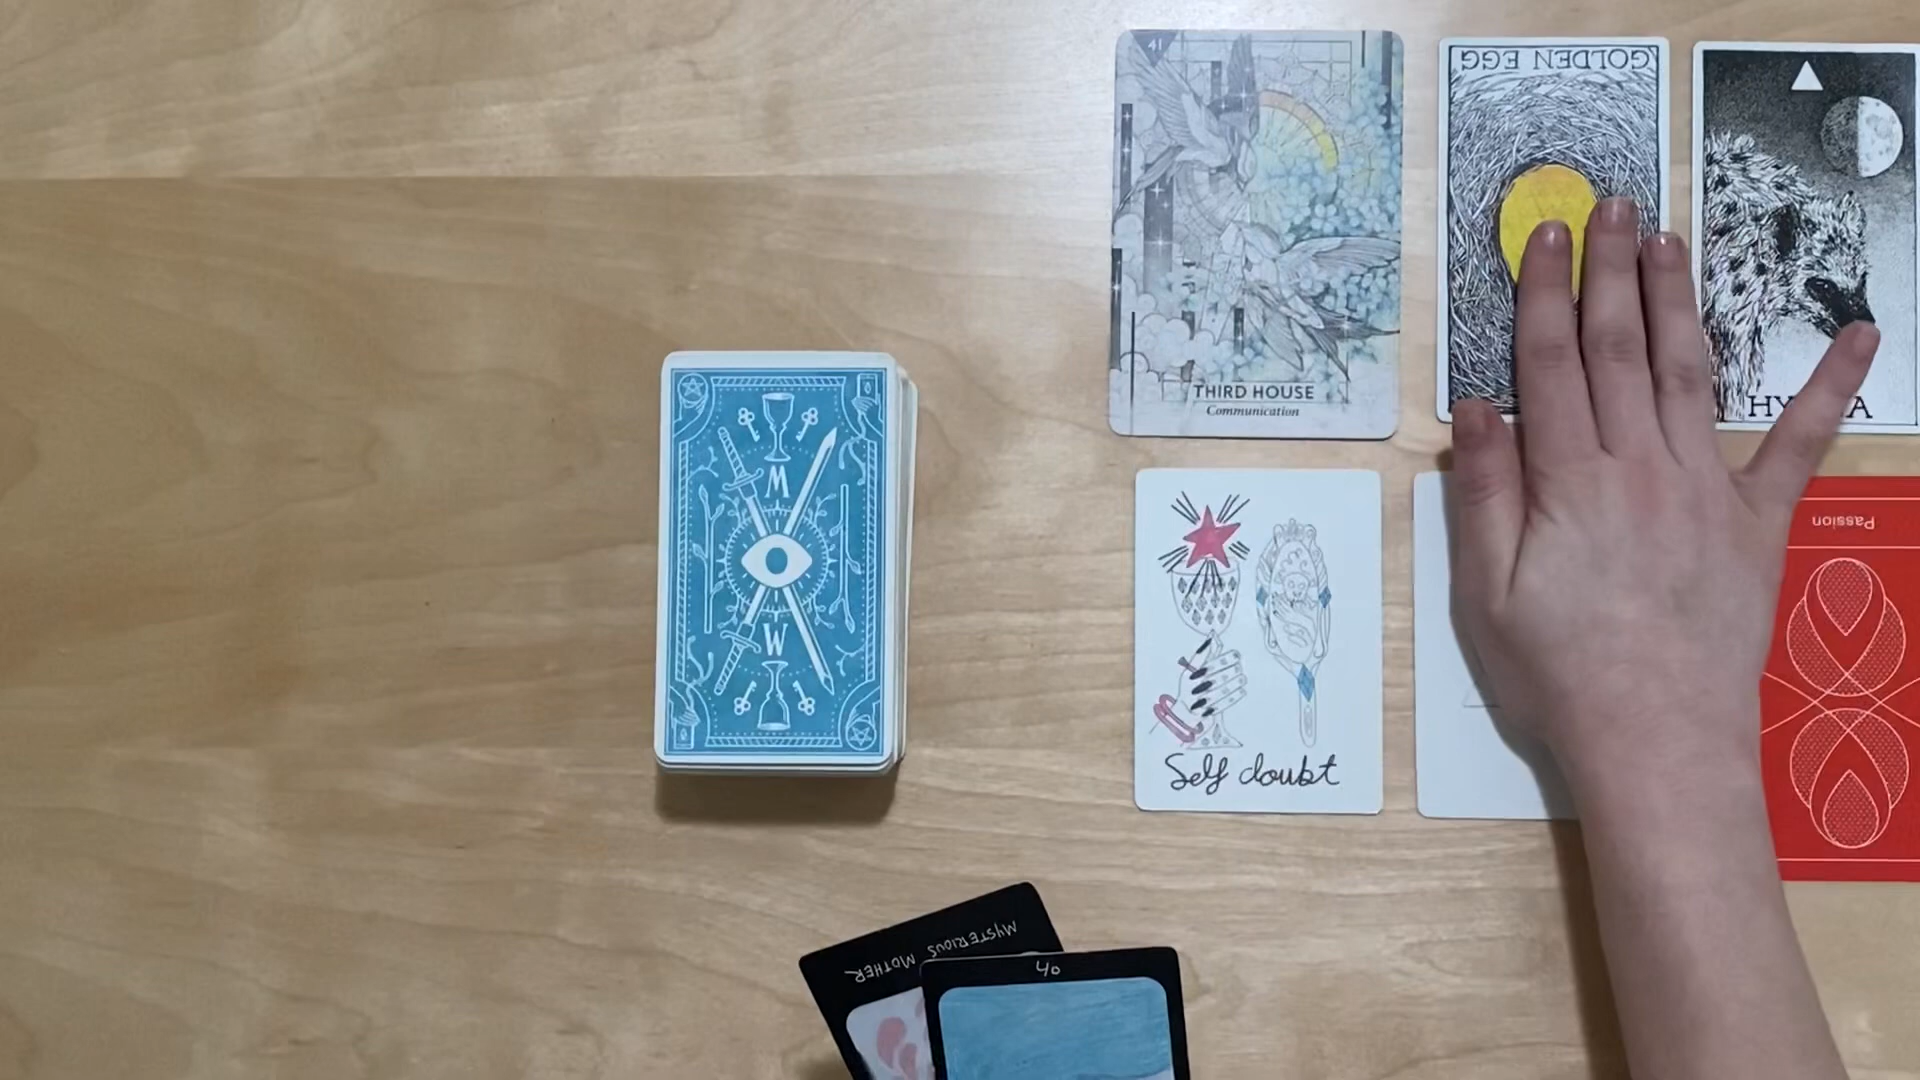 41
THIRD HOUSE
Communication
GOLDEN EGG
M
W
Self doubt
Passion
MYSTERIOUS MOTHER
40